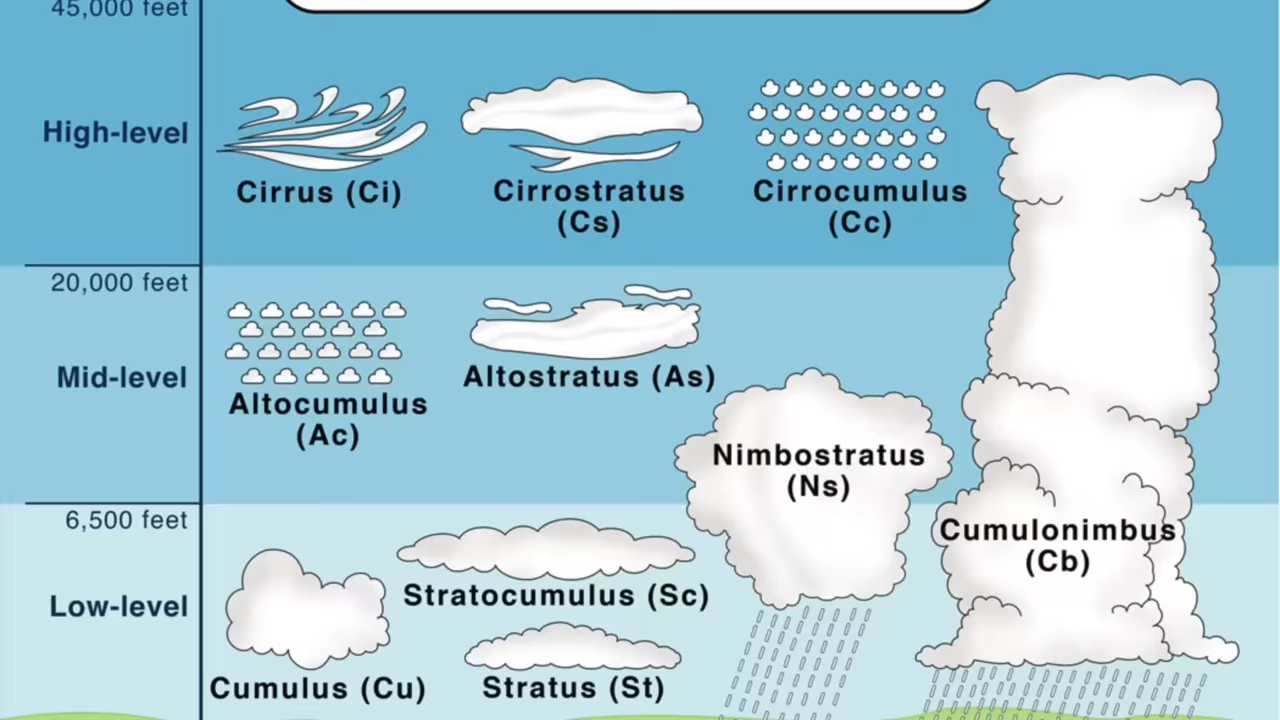 45,000 feet
High-level
Cirrus (Ci)
Cirrostratus
(Cs)
Cirrocumulus
(Cc)
20,000 feet
Mid-level
Altocumulus
(Ac)
Altostratus (As)
Nimbostratus
(Ns)
Cumulonimbus
(Cb)
6,500 feet
Low-level
Stratocumulus (Sc)
Cumulus (Cu)
Stratus (St)